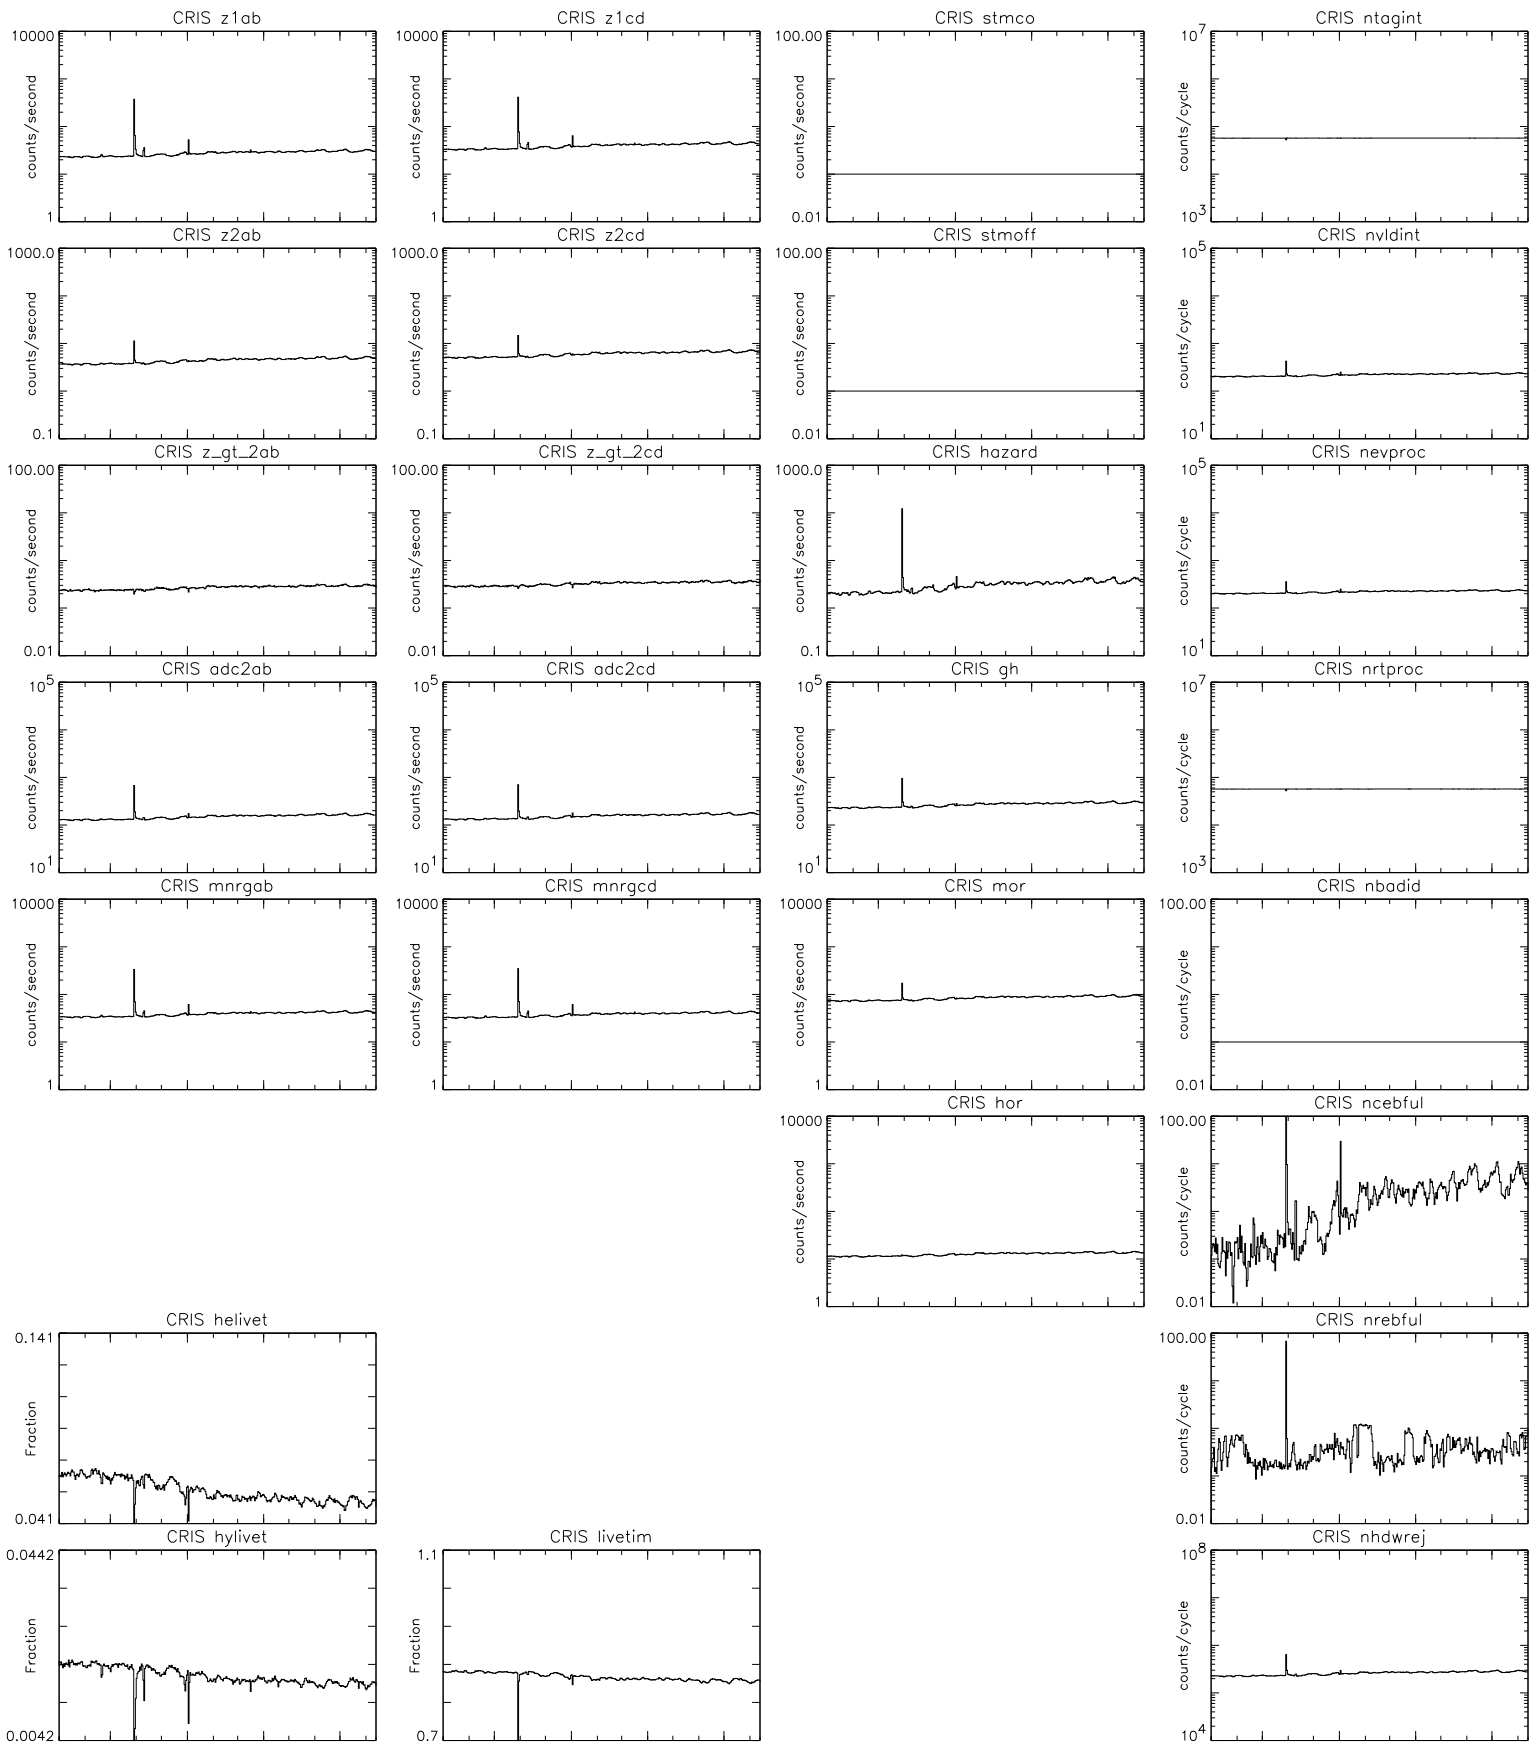 CRIS z1ab
CRIS z1cd
CRIS stmco
CRIS ntagint
10000
counts/second
1
10000
counts/second
1
100.00
counts/second
0.01
10^7
counts/cycle
10^3
CRIS z2ab
CRIS z2cd
CRIS stmoff
CRIS nvldint
1000.0
counts/second
0.1
1000.0
counts/second
0.1
100.00
counts/second
0.01
10^5
counts/cycle
10^1
CRIS z_gt_2ab
CRIS z_gt_2cd
CRIS hazard
CRIS nevproc
100.00
counts/second
0.01
100.00
counts/second
0.01
1000.0
counts/second
0.1
10^5
counts/cycle
10^1
CRIS adc2ab
CRIS adc2cd
CRIS gh
CRIS nrtproc
10^5
counts/second
10^1
10^5
counts/second
10^1
10^5
counts/second
10^1
10^7
counts/cycle
10^3
CRIS mnrgab
CRIS mnrgcd
CRIS mor
CRIS nbadid
10000
counts/second
1
10000
counts/second
1
10000
counts/second
1
100.00
counts/cycle
0.01
CRIS hor
CRIS ncebful
10000
counts/second
1
100.00
counts/cycle
0.01
CRIS helivet
CRIS nrebful
0.141
Fraction
0.041
100.00
counts/cycle
0.01
CRIS hylivet
CRIS livetim
CRIS nhdwrej
0.0442
Fraction
0.0042
1.1
Fraction
0.7
10^8
counts/cycle
10^4